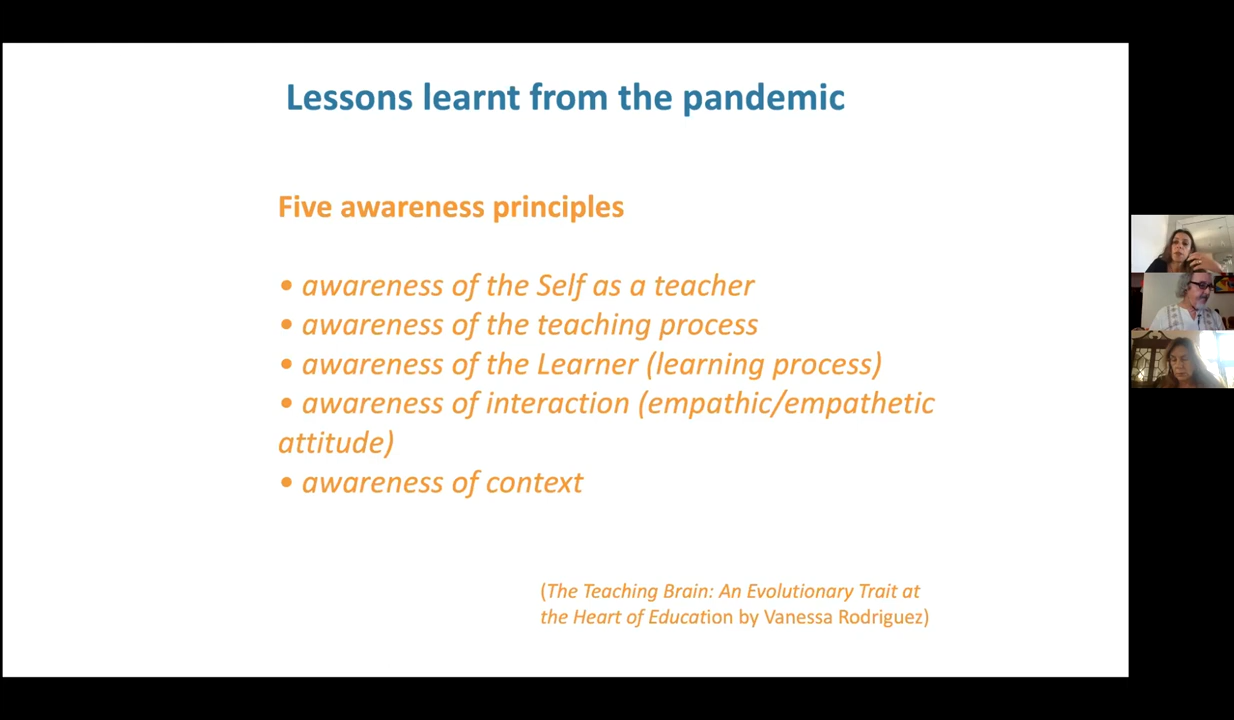 Lessons learnt from the pandemic
Five awareness principles
• awareness of the Self as a teacher
• awareness of the teaching process
• awareness of the Learner (learning process)
• awareness of interaction (empathic/empathetic
attitude)
• awareness of context
(The Teaching Brain: An Evolutionary Trait at
the Heart of Education by Vanessa Rodriguez)